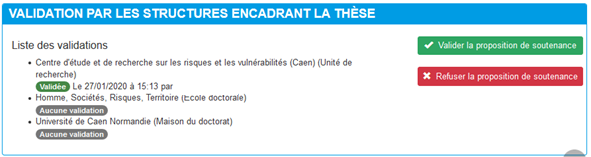 VALIDATION PAR LES STRUCTURES ENCADRANT LA THÈSE
Liste des validations
Centre d'étude et de recherche sur les risques et les vulnérabilités (Caen) (Unité de
recherche)
Validée Le 27/01/2020 à 15:13 par
Homme, Sociétés, Risques, Territoire (École doctorale)
Aucune validation
Université de Caen Normandie (Maison du doctorat)
Aucune validation
Valider la proposition de soutenance
Refuser la proposition de soutenance